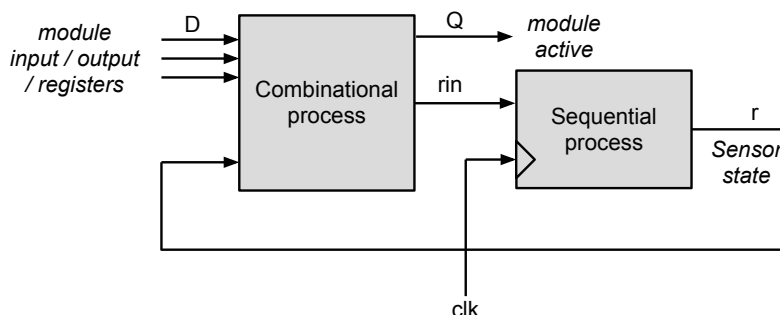 module
input / output
/ registers
D
Combinational
process
Q
module
active
rin
Sequential
process
r
Sensor
state
clk